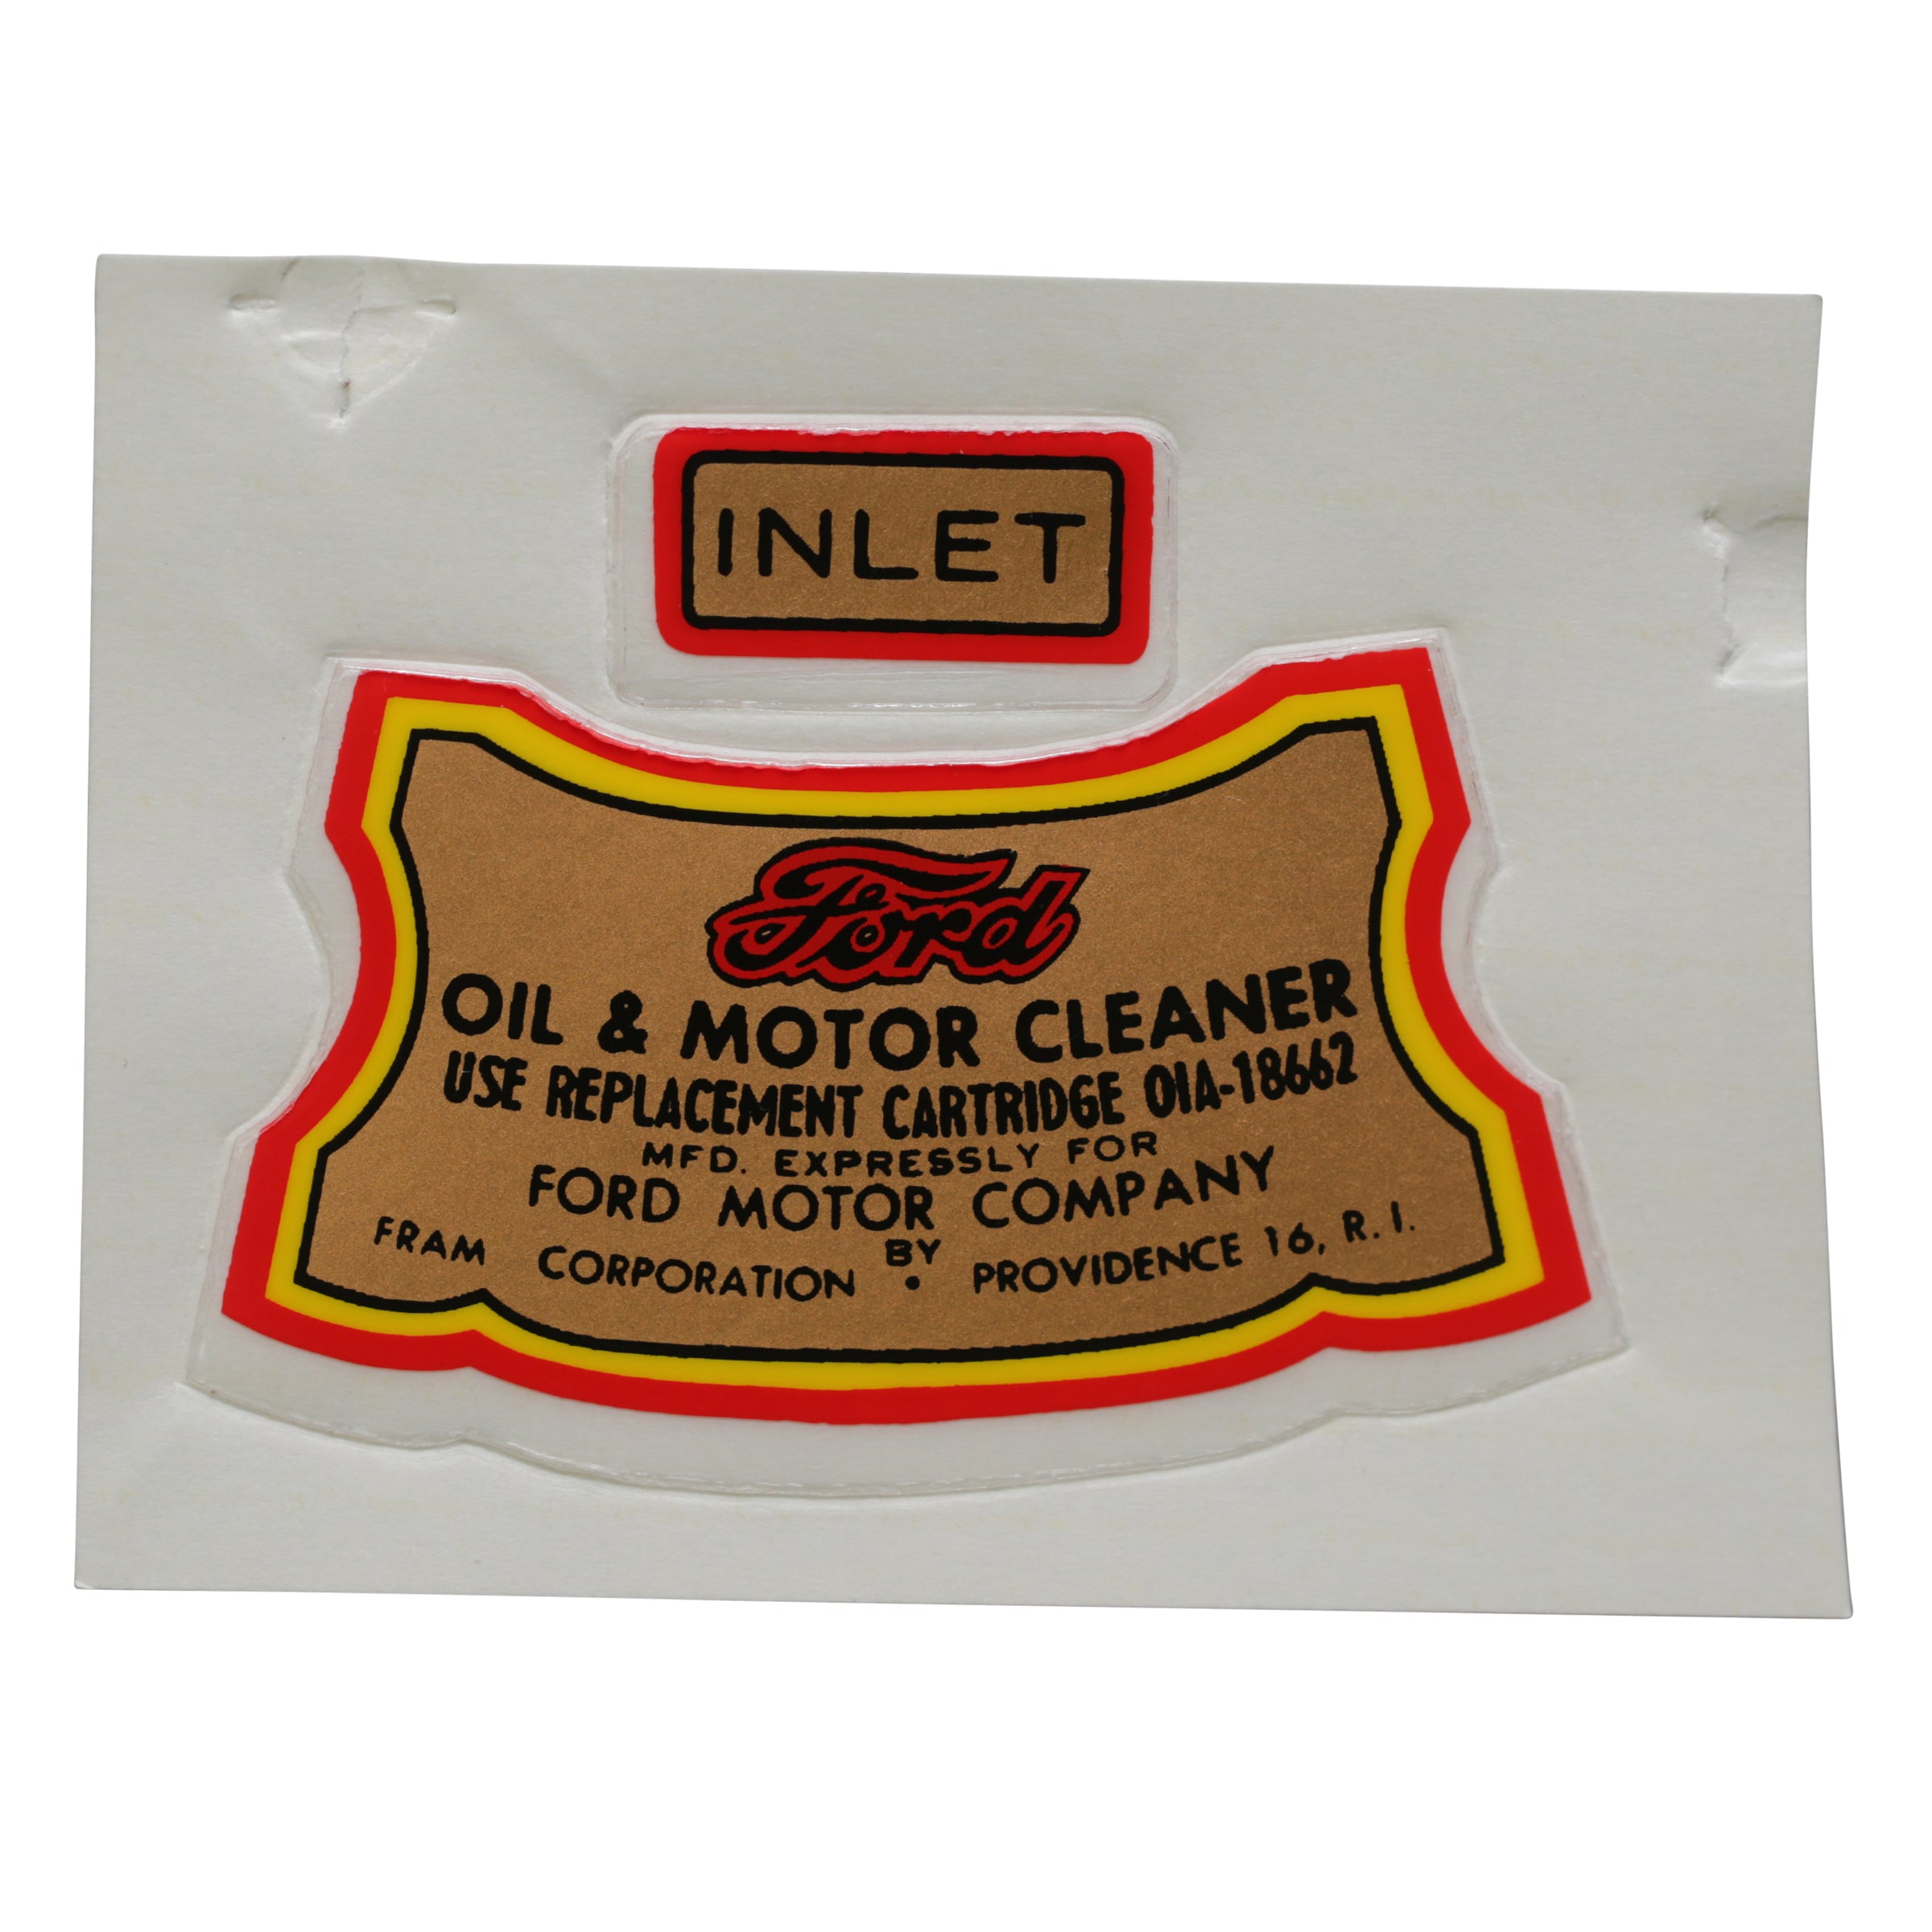 INLET
Ford
OIL & MOTOR CLEANER
USE REPLACEMENT CARTRIDGE 01A-18662
MFD. EXPRESSLY FOR
FORD MOTOR COMPANY
BY
FRAM CORPORATION • PROVIDENCE 16, R. I.